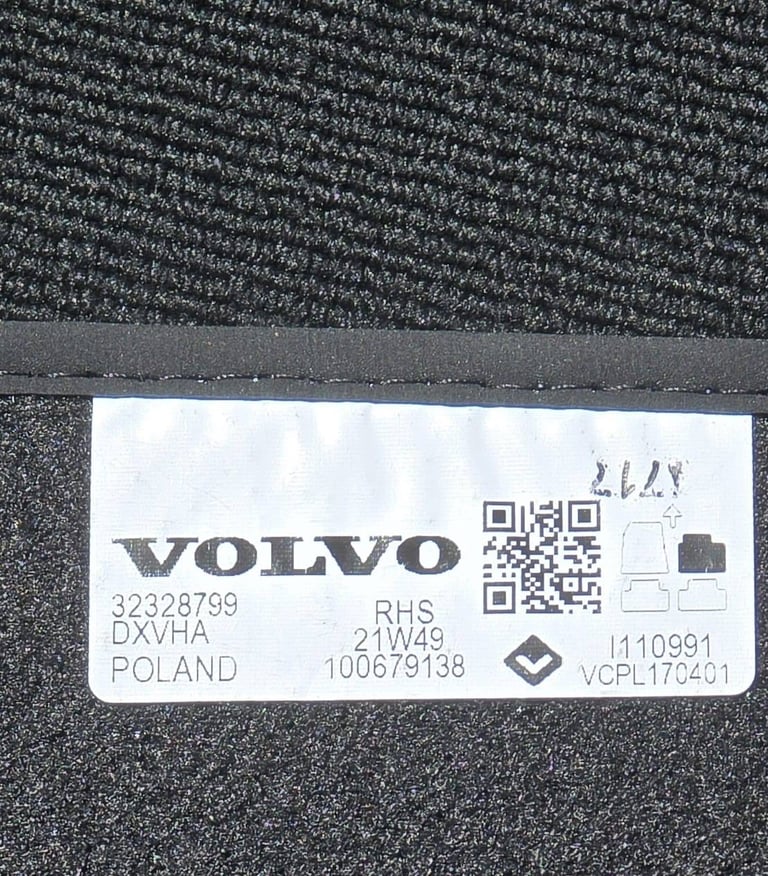 VOLVO
32328799
DXVHA
POLAND
RHS
21W49
100679138
I110991
VCPL170401